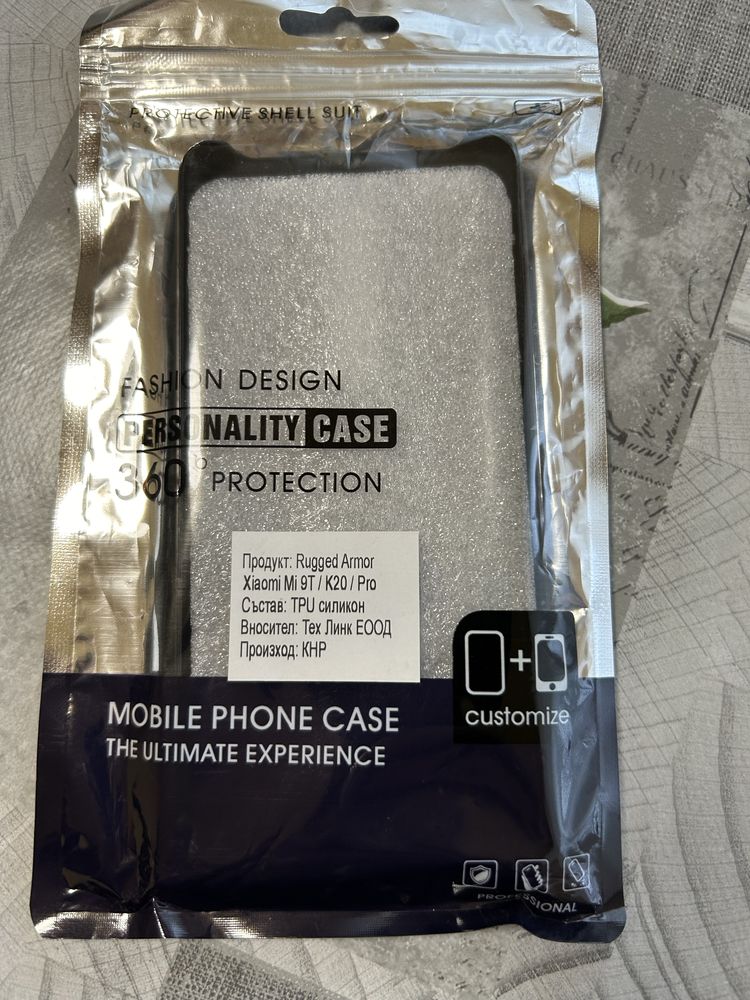 PROTECTIVE SHELL SUIT
CHAUSS
FASHION DESIGN
PERSONALITY CASE
360° PROTECTION
Продукт: Rugged Armor
Xiaomi Mi 9T / K20 / Pro
Състав: TPU силикон
Вносител: Тех Линк ЕООД
Произход: КНР
customize
MOBILE PHONE CASE
THE ULTIMATE EXPERIENCE
PROFESSIONAL